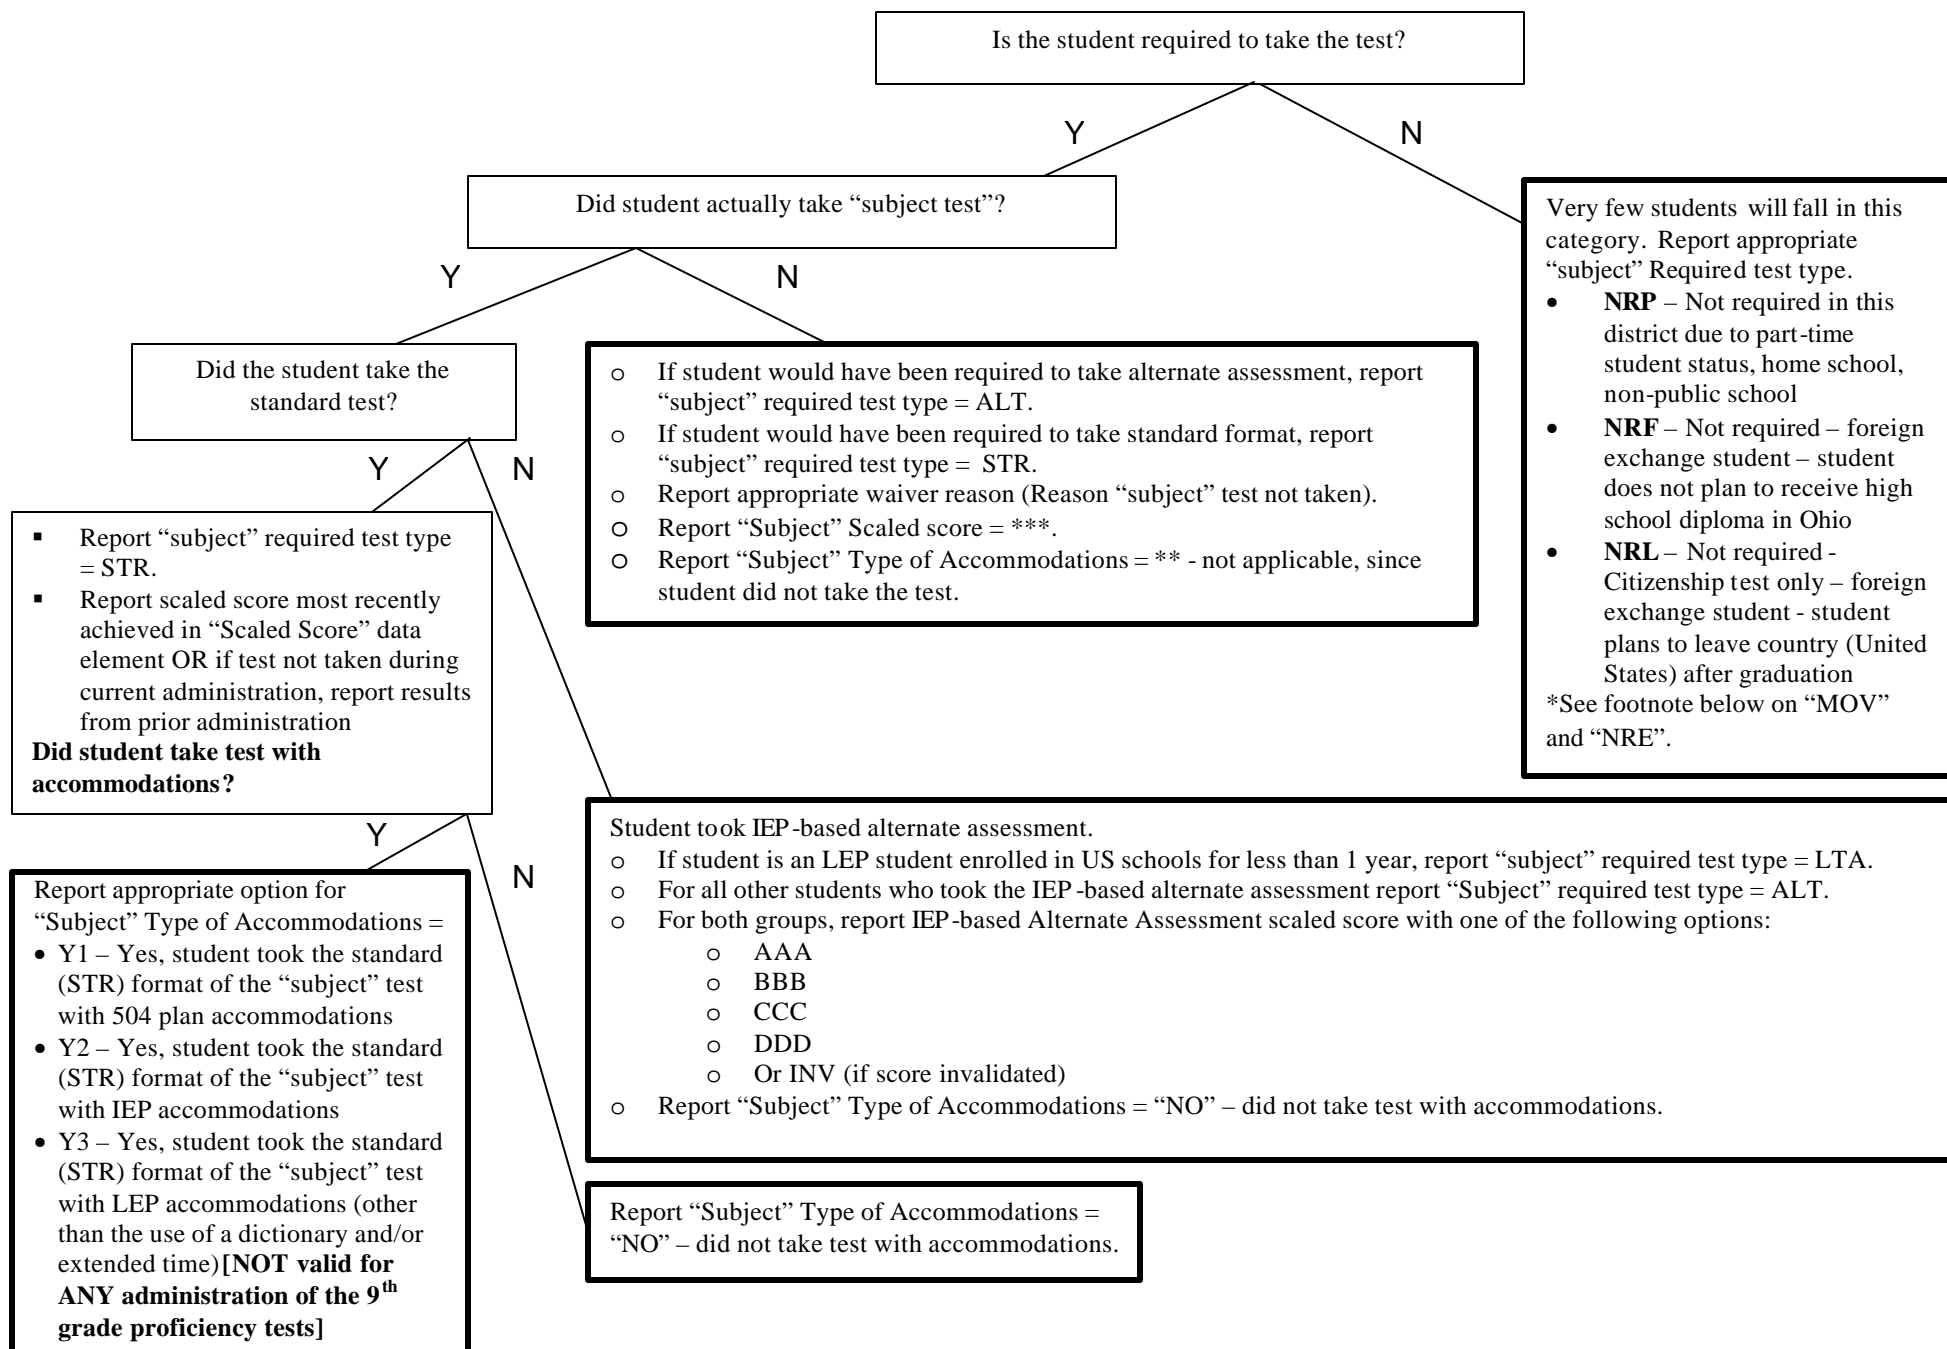 Is the student required to take the test?
Y
N
Did student actually take “subject test”?
Y
N
Very few students will fall in this
category. Report appropriate
“subject” Required test type.
• NRP – Not required in this
district due to part-time
student status, home school,
non-public school
• NRF – Not required – foreign
exchange student – student
does not plan to receive high
school diploma in Ohio
• NRL – Not required -
Citizenship test only – foreign
exchange student - student
plans to leave country (United
States) after graduation
*See footnote below on “MOV”
and “NRE”.
Did the student take the
standard test?
Y
N
o If student would have been required to take alternate assessment, report
“subject” required test type = ALT.
o If student would have been required to take standard format, report
“subject” required test type = STR.
o Report appropriate waiver reason (Reason “subject” test not taken).
o Report “Subject” Scaled score = ***.
o Report “Subject” Type of Accommodations = ** - not applicable, since
student did not take the test.
▪ Report “subject” required test type
= STR.
▪ Report scaled score most recently
achieved in “Scaled Score” data
element OR if test not taken during
current administration, report results
from prior administration
Did student take test with
accommodations?
Y
N
Student took IEP-based alternate assessment.
o If student is an LEP student enrolled in US schools for less than 1 year, report “subject” required test type = LTA.
o For all other students who took the IEP-based alternate assessment report “Subject” required test type = ALT.
o For both groups, report IEP-based Alternate Assessment scaled score with one of the following options:
o AAA
o BBB
o CCC
o DDD
o Or INV (if score invalidated)
o Report “Subject” Type of Accommodations = “NO” – did not take test with accommodations.
Report appropriate option for
“Subject” Type of Accommodations =
• Y1 – Yes, student took the standard
(STR) format of the “subject” test
with 504 plan accommodations
• Y2 – Yes, student took the standard
(STR) format of the “subject” test
with IEP accommodations
• Y3 – Yes, student took the standard
(STR) format of the “subject” test
with LEP accommodations (other
than the use of a dictionary and/or
extended time)[NOT valid for
ANY administration of the 9th
grade proficiency tests]
Report “Subject” Type of Accommodations =
“NO” – did not take test with accommodations.